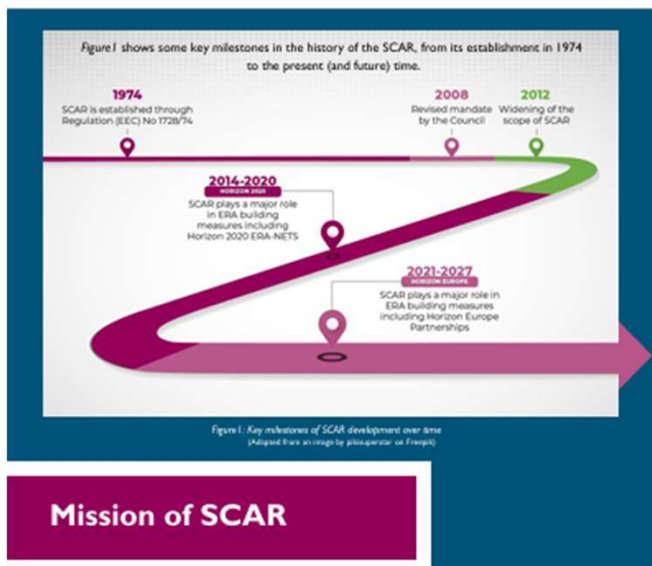 Figure1 shows some key milestones in the history of the SCAR, from its establishment in 1974
to the present (and future) time.
1974
SCAR is established through
Regulation (EEC) No 1728/74
2008
Revised mandate
by the Council
2012
Widening of the
scope of SCAR
2014-2020
HORIZON 2020
SCAR plays a major role
in ERA building
measures including
Horizon 2020 ERA-NETS
2021-2027
HORIZON EUROPE
SCAR plays a major role in
ERA building measures
including Horizon Europe
Partnerships
Figure1: Key milestones of SCAR development over time
(Adapted from an image by pikisuperstar on Freepik)
Mission of SCAR